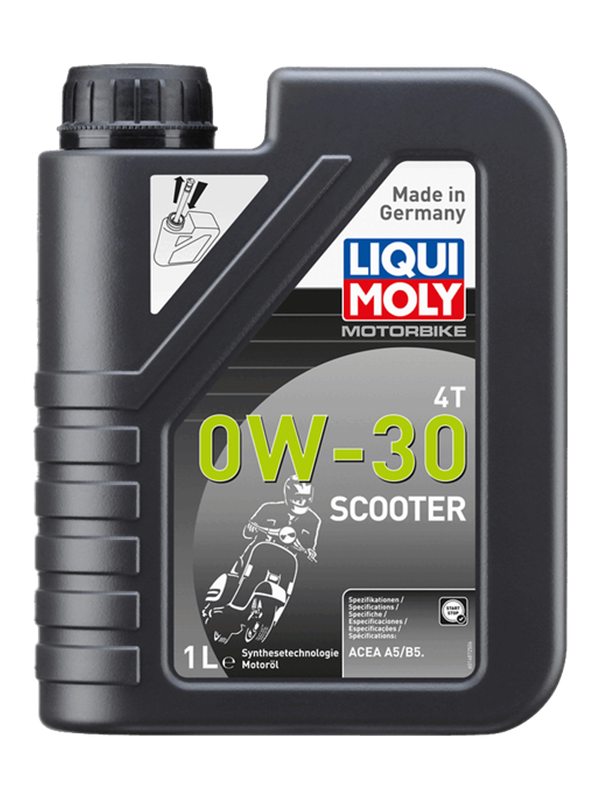 Made in
Germany
LIQUI
MOLY
MOTORBIKE
4T
0W-30
SCOOTER
Spezifikationen /
Specifications /
Specifiche /
Especificaciones /
Especificações /
Spécifications:
ACEA A5/B5.
START
STOP
1L e
Synthesetechnologie
Motoröl